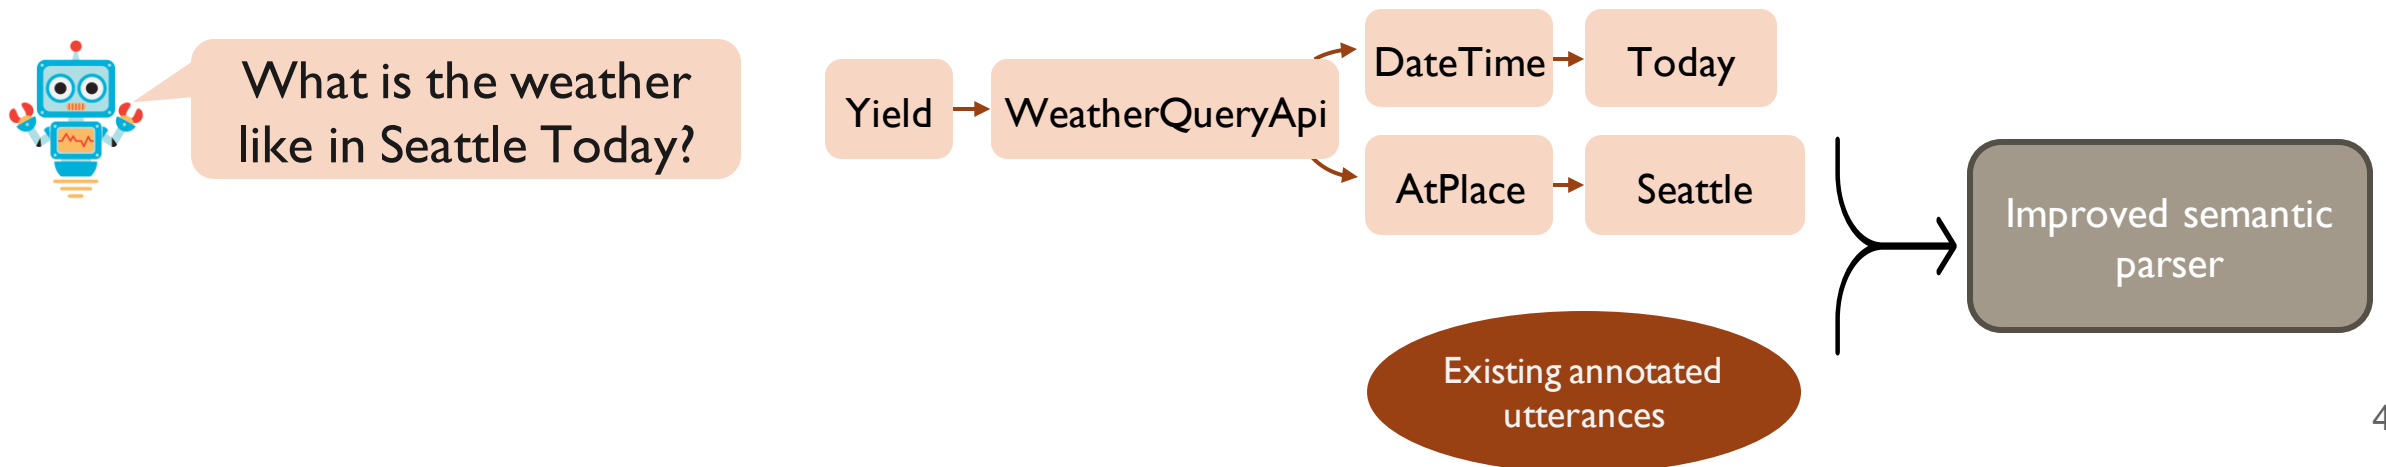 What is the weather
like in Seattle Today?
Yield
WeatherQueryApi
DateTime
Today
AtPlace
Seattle
Existing annotated
utterances
Improved semantic
parser
4